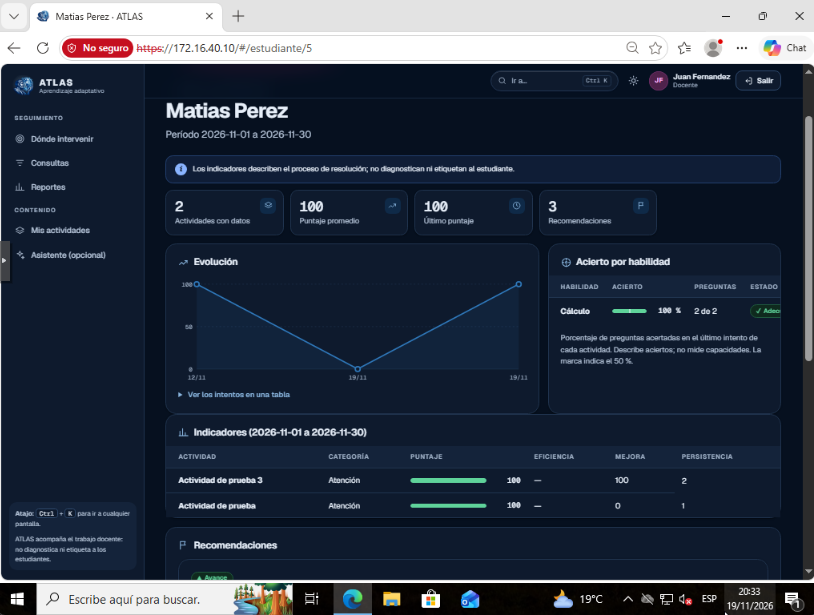 Matias Perez · ATLAS
No seguro
https://172.16.40.10/#/estudiante/5
Chat
ATLAS
Aprendizaje adaptativo
Ir a...
Ctrl K
JF
Juan Fernandez
Docente
Salir
SEGUIMIENTO
Dónde intervenir
Consultas
Reportes
CONTENIDO
Mis actividades
Asistente (opcional)
Atajo: Ctrl + K para ir a cualquier
pantalla.
ATLAS acompaña el trabajo docente:
no diagnostica ni etiqueta a los
estudiantes.
Matias Perez
Período 2026-11-01 a 2026-11-30
Los indicadores describen el proceso de resolución; no diagnostican ni etiquetan al estudiante.
2
Actividades con datos
100
Puntaje promedio
100
Último puntaje
3
Recomendaciones
Evolución
100
50
0
12/11
19/11
19/11
Ver los intentos en una tabla
Acierto por habilidad
HABILIDAD ACIERTO PREGUNTAS ESTADO
Cálculo 100 % 2 de 2 ✓ Adec
Porcentaje de preguntas acertadas en el último intento de
cada actividad. Describe aciertos; no mide capacidades. La
marca indica el 50 %.
Indicadores (2026-11-01 a 2026-11-30)
ACTIVIDAD CATEGORÍA PUNTAJE EFICIENCIA MEJORA PERSISTENCIA
Actividad de prueba 3 Atención 100 — 100 2
Actividad de prueba Atención 100 — 0 1
Recomendaciones
▲ Avance
Escribe aquí para buscar.
19°C
ESP
20:33
19/11/2026
1